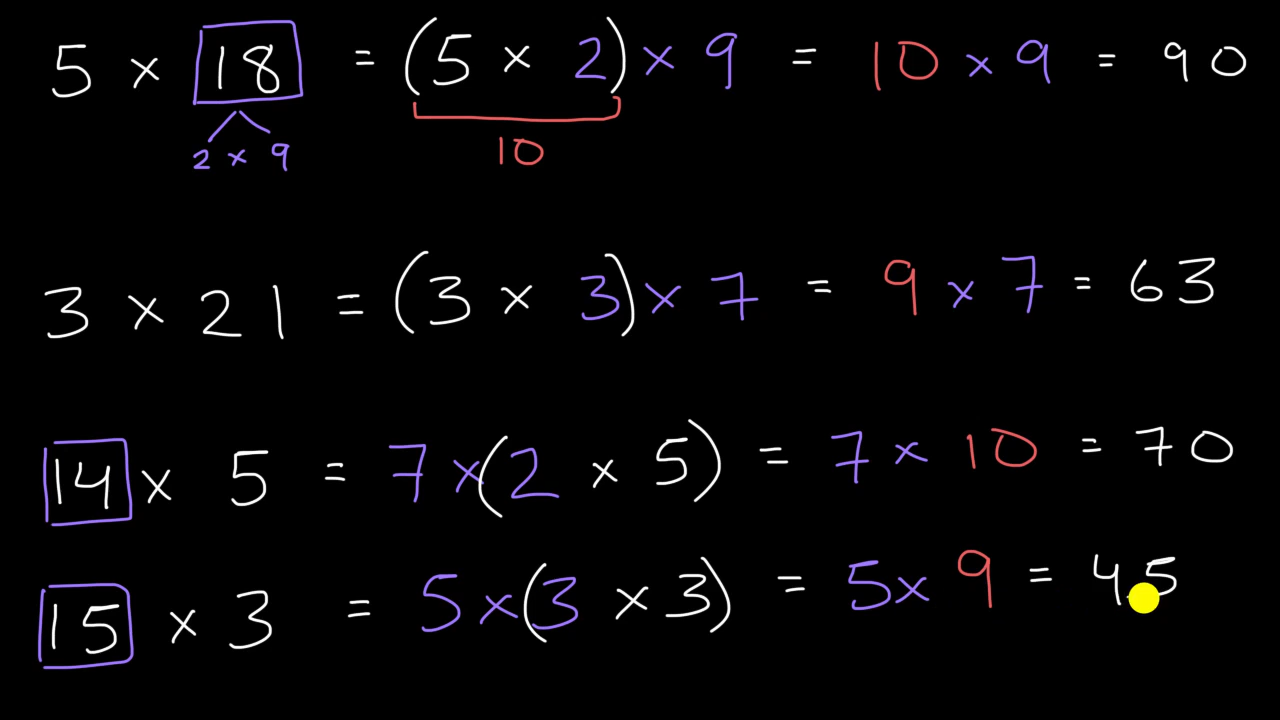 5 × 18 = (5 × 2) × 9 = 10 × 9 = 90
2 × 9
10
3 × 21 = (3 × 3) × 7 = 9 × 7 = 63
14 × 5 = 7 × (2 × 5) = 7 × 10 = 70
15 × 3 = 5 × (3 × 3) = 5 × 9 = 45